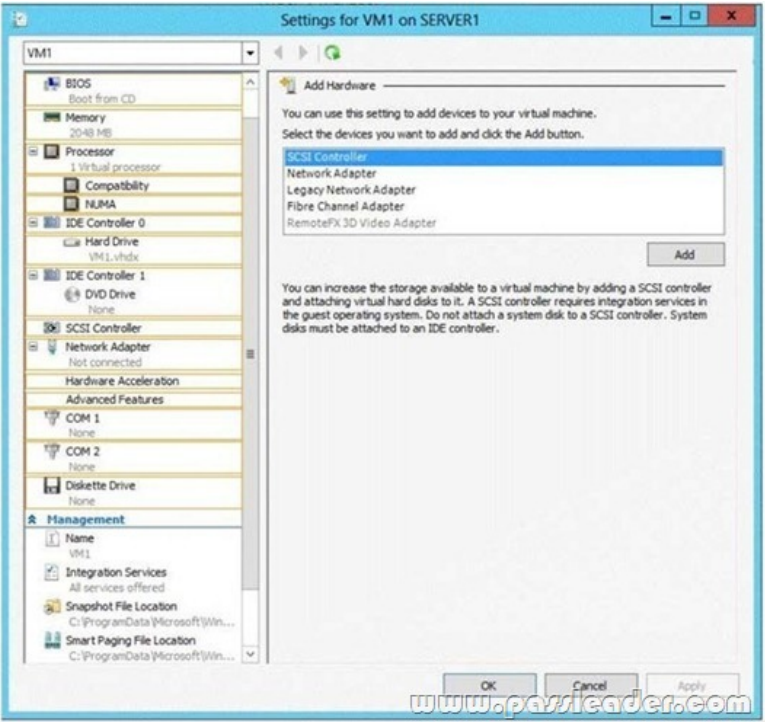 Settings for VM1 on SERVER1
VM1
BIOS
Boot from CD
Memory
2048 MB
Processor
1 Virtual processor
Compatibility
NUMA
IDE Controller 0
Hard Drive
VM1.vhdx
IDE Controller 1
DVD Drive
None
SCSI Controller
Network Adapter
Not connected
Hardware Acceleration
Advanced Features
COM 1
None
COM 2
None
Diskette Drive
None
Management
Name
VM1
Integration Services
All services offered
Snapshot File Location
C:\ProgramData\Microsoft\Win...
Smart Paging File Location
C:\ProgramData\Microsoft\Win...
Add Hardware
You can use this setting to add devices to your virtual machine.
Select the devices you want to add and click the Add button.
SCSI Controller
Network Adapter
Legacy Network Adapter
Fibre Channel Adapter
RemoteFX 3D Video Adapter
Add
You can increase the storage available to a virtual machine by adding a SCSI controller
and attaching virtual hard disks to it. A SCSI controller requires integration services in
the guest operating system. Do not attach a system disk to a SCSI controller. System
disks must be attached to an IDE controller.
OK
Cancel
Apply
www.passleader.com